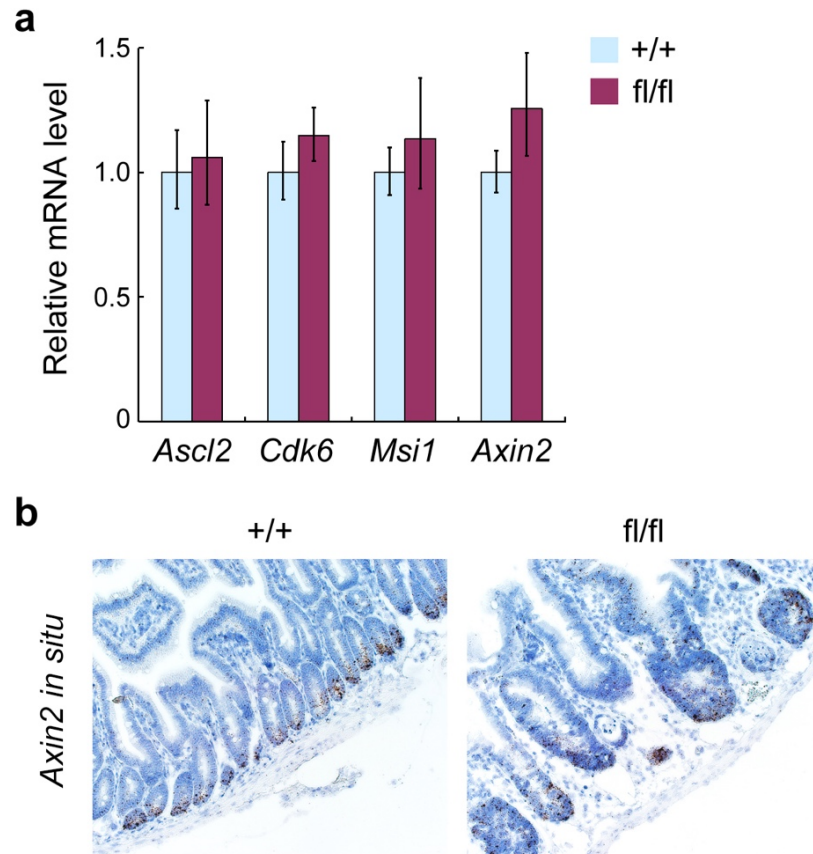 a
Relative mRNA level
1.5
1.0
0.5
0
+/+
fl/fl
Ascl2 Cdk6 Msi1 Axin2
b
+/+ fl/fl
Axin2 in situ